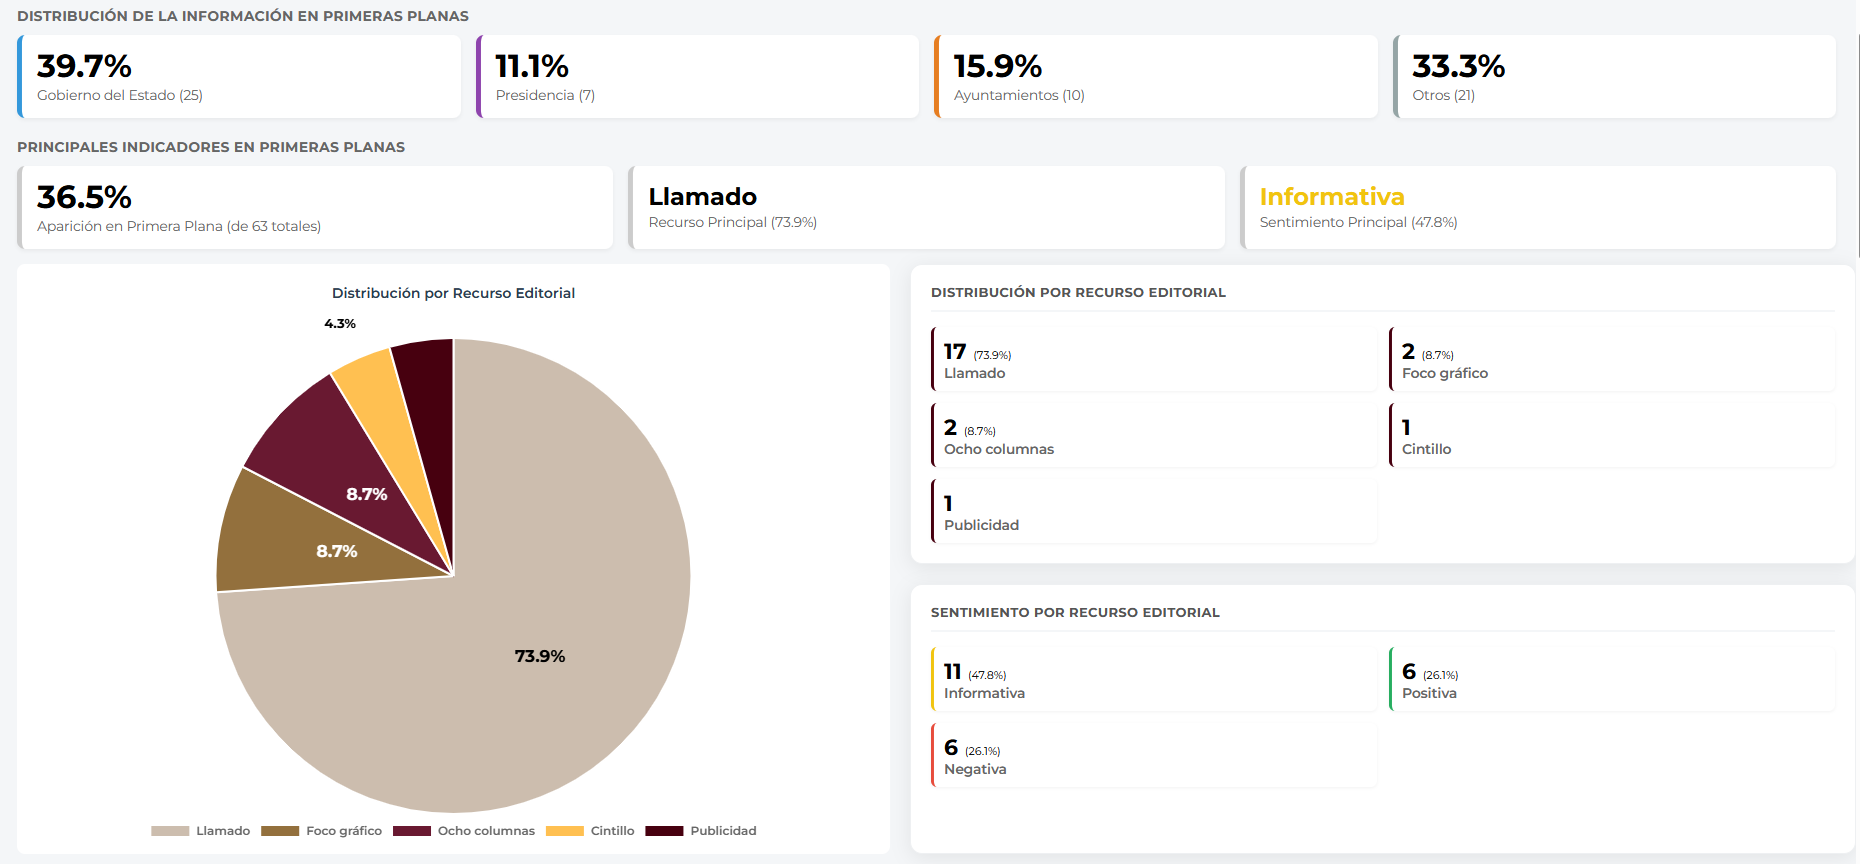 DISTRIBUCIÓN DE LA INFORMACIÓN EN PRIMERAS PLANAS
39.7%
Gobierno del Estado (25)
11.1%
Presidencia (7)
15.9%
Ayuntamientos (10)
33.3%
Otros (21)
PRINCIPALES INDICADORES EN PRIMERAS PLANAS
36.5%
Aparición en Primera Plana (de 63 totales)
Llamado
Recurso Principal (73.9%)
Informativa
Sentimiento Principal (47.8%)
Distribución por Recurso Editorial
4.3%
8.7%
8.7%
73.9%
Llamado
Foco gráfico
Ocho columnas
Cintillo
Publicidad
DISTRIBUCIÓN POR RECURSO EDITORIAL
17 (73.9%)
Llamado
2 (8.7%)
Foco gráfico
2 (8.7%)
Ocho columnas
1
Cintillo
1
Publicidad
SENTIMIENTO POR RECURSO EDITORIAL
11 (47.8%)
Informativa
6 (26.1%)
Positiva
6 (26.1%)
Negativa